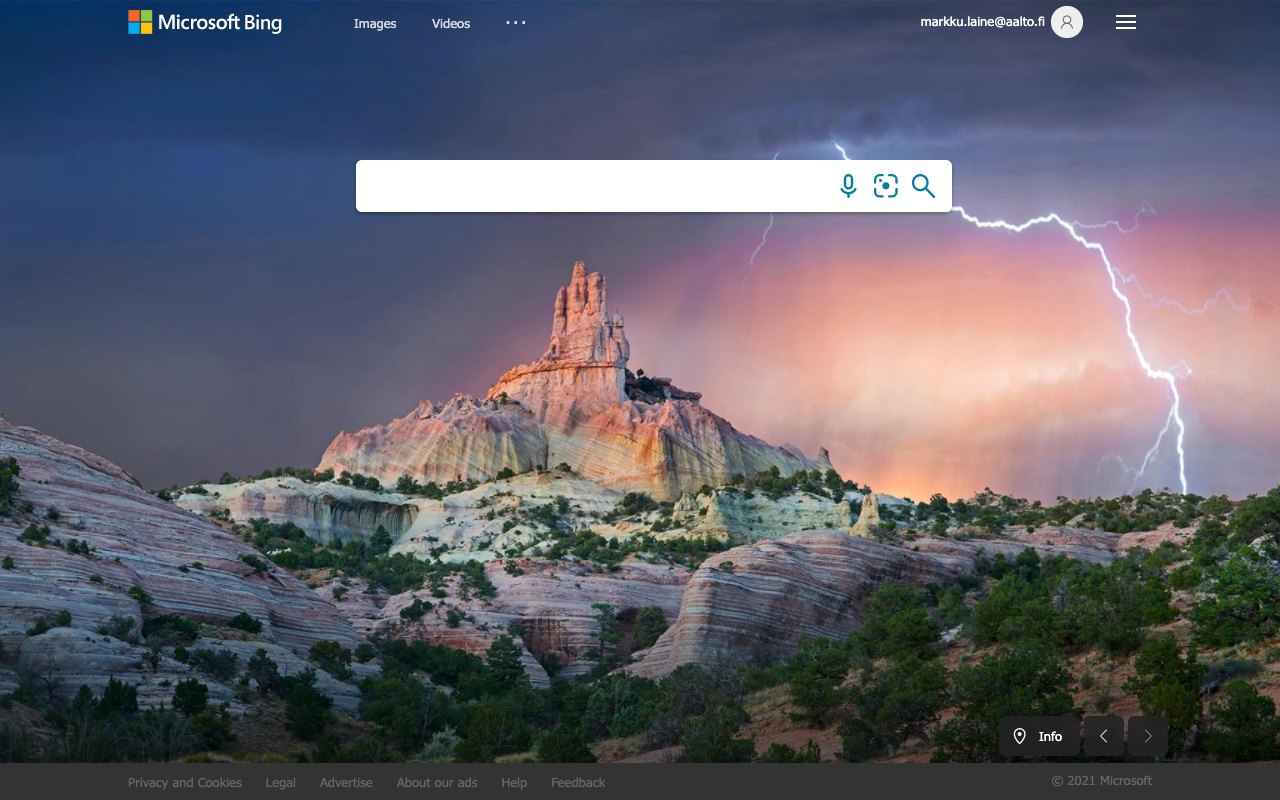 Microsoft Bing
Images Videos ...
markku.laine@aalto.fi
Info
Privacy and Cookies Legal Advertise About our ads Help Feedback
© 2021 Microsoft